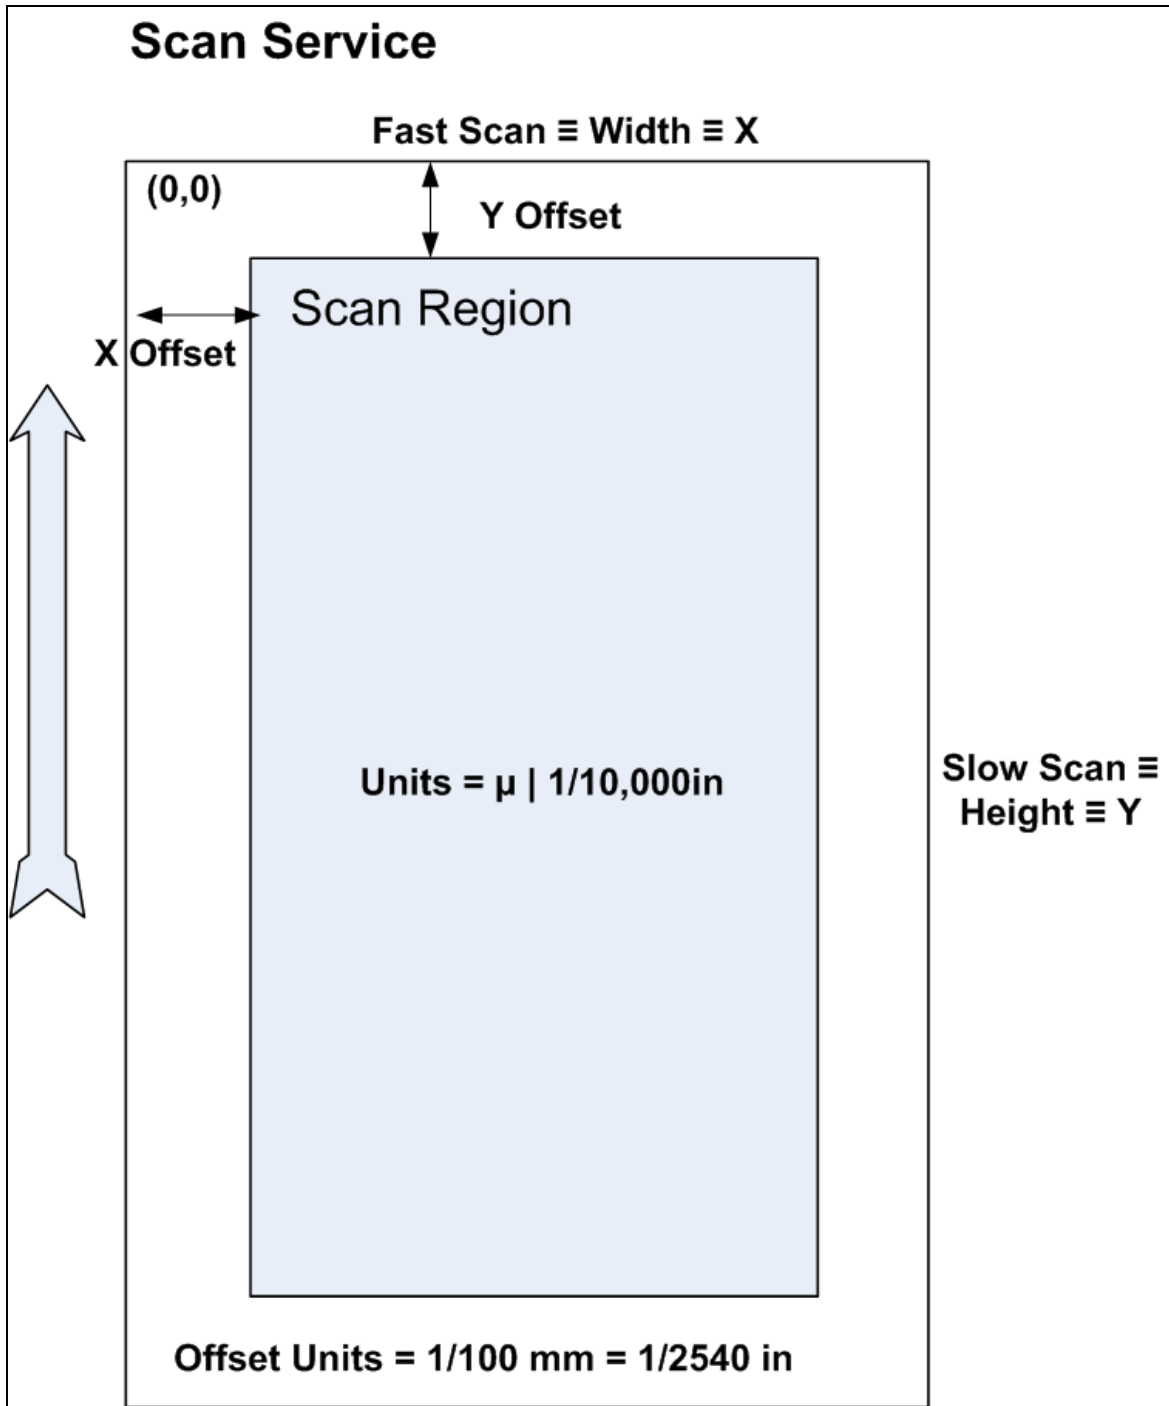 Scan Service
Fast Scan ≡ Width ≡ X
(0,0)
Y Offset
Scan Region
X Offset
Units = µ | 1/10,000in
Slow Scan ≡
Height ≡ Y
Offset Units = 1/100 mm = 1/2540 in